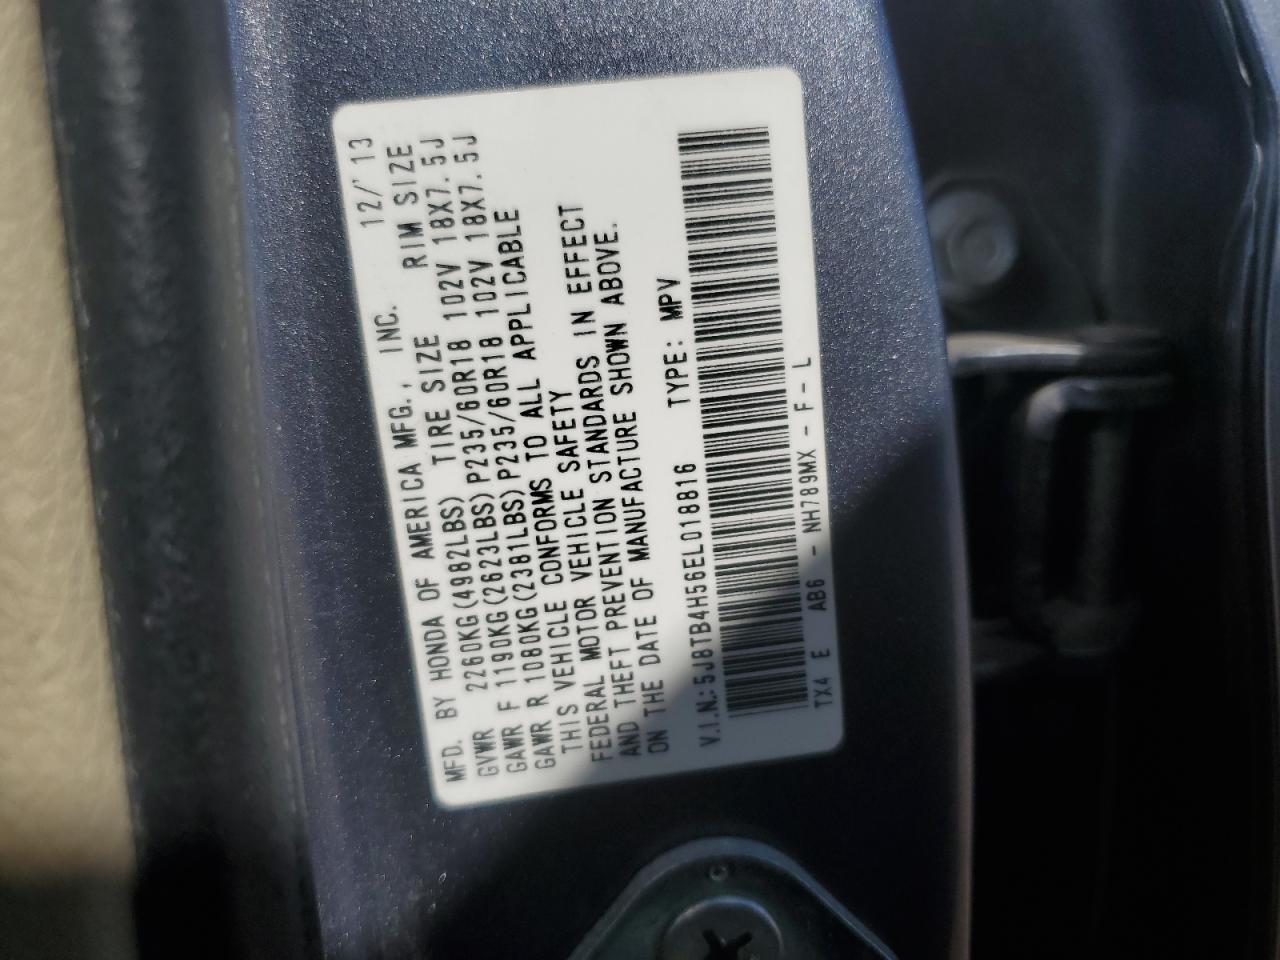 MFD. BY HONDA OF AMERICA MFG., INC. 12/'13
GVWR 2260KG(4982LBS) TIRE SIZE RIM SIZE
GAWR F 1190KG(2623LBS)P235/60R18 102V 18X7.5J
GAWR R 1080KG(2381LBS)P235/60R18 102V 18X7.5J
THIS VEHICLE CONFORMS TO ALL APPLICABLE
FEDERAL MOTOR VEHICLE SAFETY
AND THEFT PREVENTION STANDARDS IN EFFECT
ON THE DATE OF MANUFACTURE SHOWN ABOVE.
V.I.N.: 5J8TB4H56EL018816 TYPE: MPV
TX4 E AB6 - NH789MX - F - L